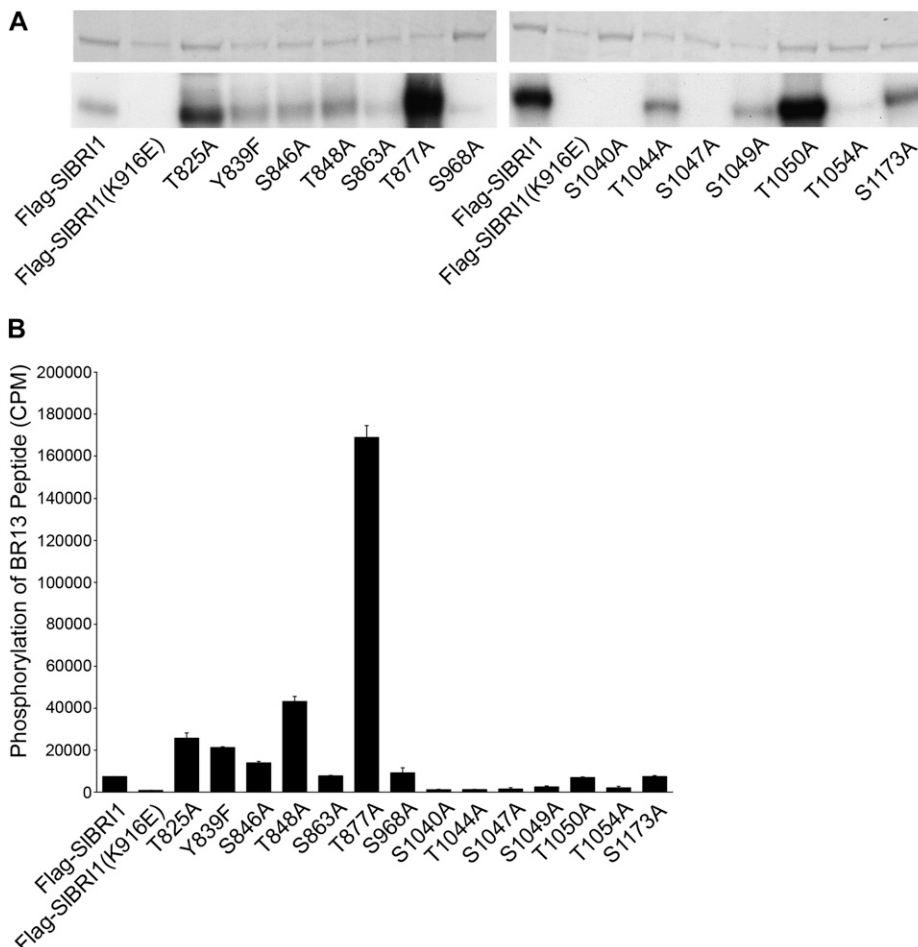 A
Flag-SlBRI1
Flag-SlBRI1(K916E)
T825A
Y839F
S846A
T848A
S863A
T877A
S968A
Flag-SlBRI1
Flag-SlBRI1(K916E)
S1040A
T1044A
S1047A
S1049A
T1050A
T1054A
S1173A
B
Phosphorylation of BR13 Peptide (CPM)
200000
180000
160000
140000
120000
100000
80000
60000
40000
20000
0
Flag-SlBRI1
Flag-SlBRI1(K916E)
T825A
Y839F
S846A
T848A
S863A
T877A
S968A
S1040A
T1044A
S1047A
S1049A
T1050A
T1054A
S1173A